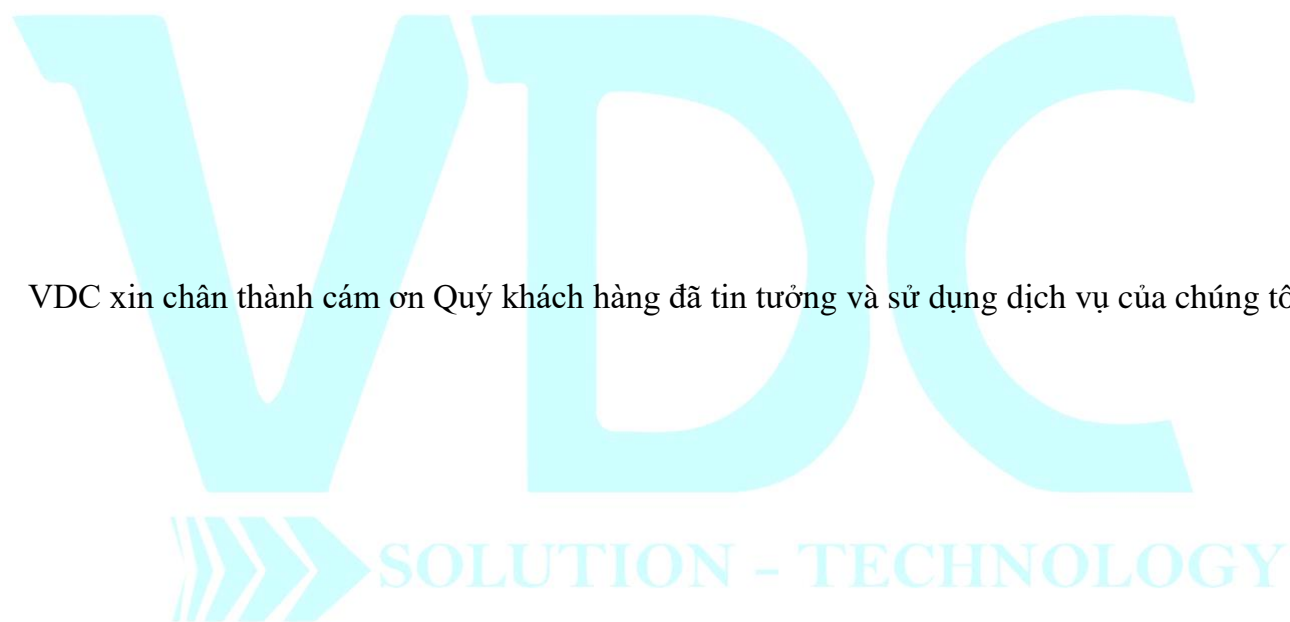 VDC
VDC xin chân thành cám ơn Quý khách hàng đã tin tưởng và sử dụng dịch vụ của chúng
SOLUTION - TECHNOLOGY